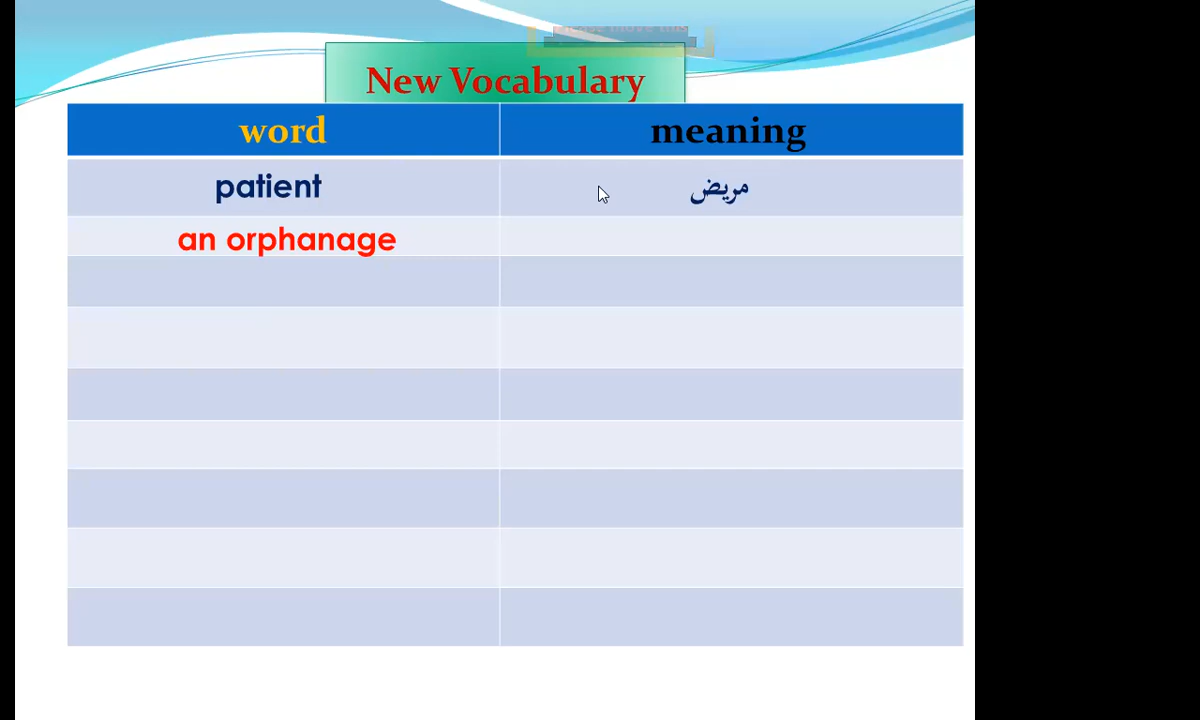 New Vocabulary
word meaning
patient مريض
an orphanage